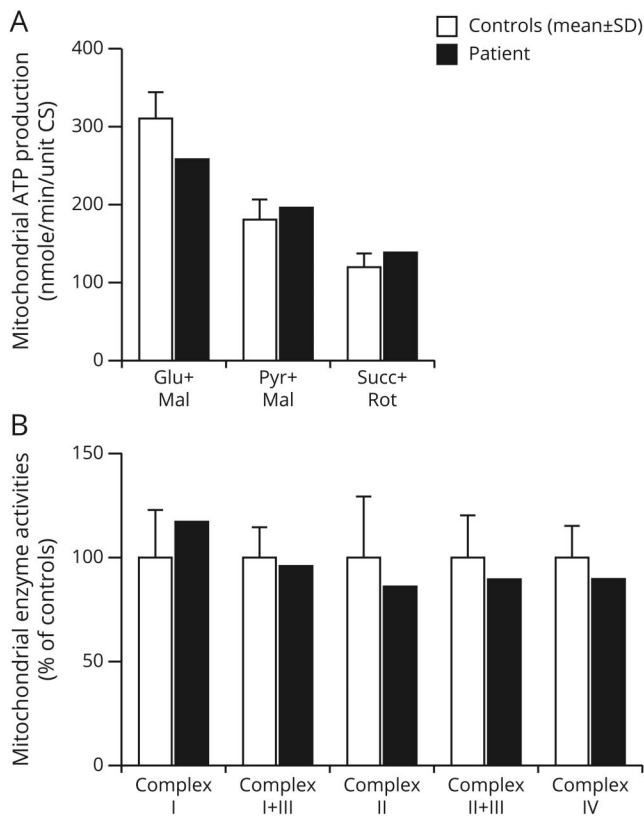 A
Controls (mean±SD)
Patient
Mitochondrial ATP production
(nmole/min/unit CS)
400
300
200
100
0
Glu+
Mal
Pyr+
Mal
Succ+
Rot
B
Mitochondrial enzyme activities
(% of controls)
150
100
50
0
Complex
I
Complex
I+III
Complex
II
Complex
II+III
Complex
IV